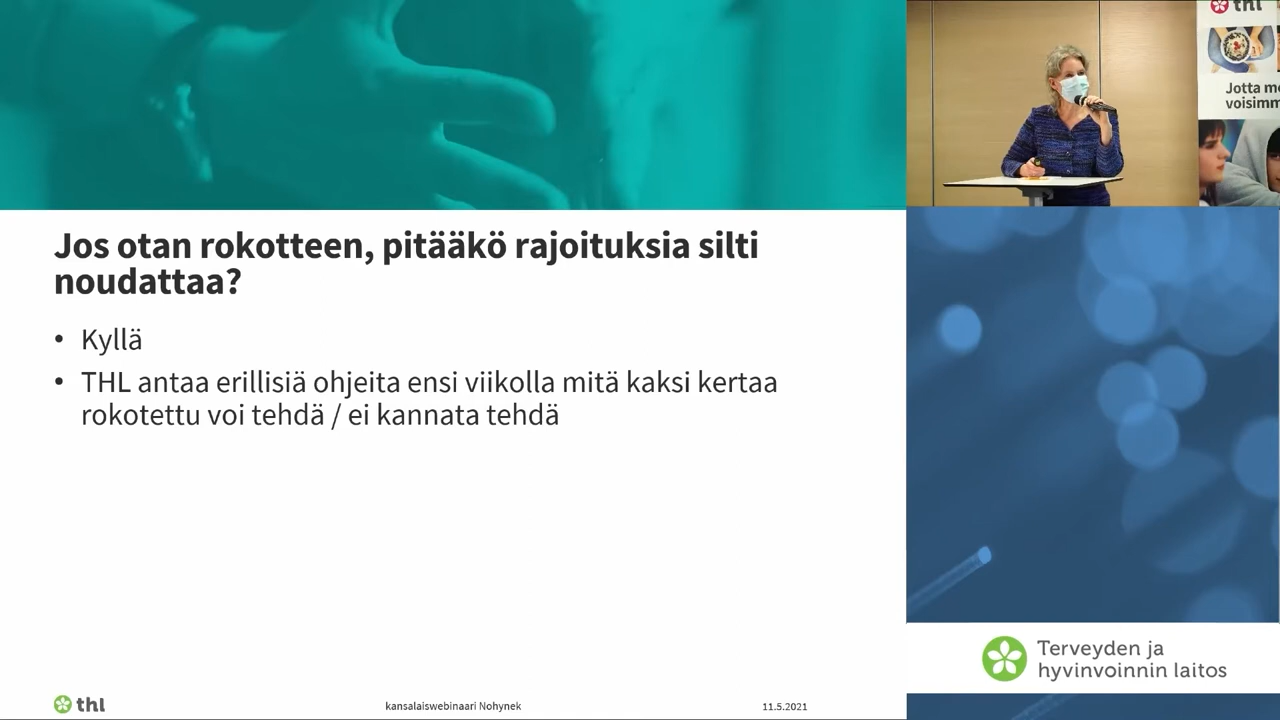 Jos otan rokotteen, pitääkö rajoituksia silti
noudattaa?
• Kyllä
• THL antaa erillisiä ohjeita ensi viikolla mitä kaksi kertaa
rokotettu voi tehdä / ei kannata tehdä
thl
kansalaiswebinaari Nohynek
11.5.2021
thl
Jotta
Terveyden ja
hyvinvoinnin laitos